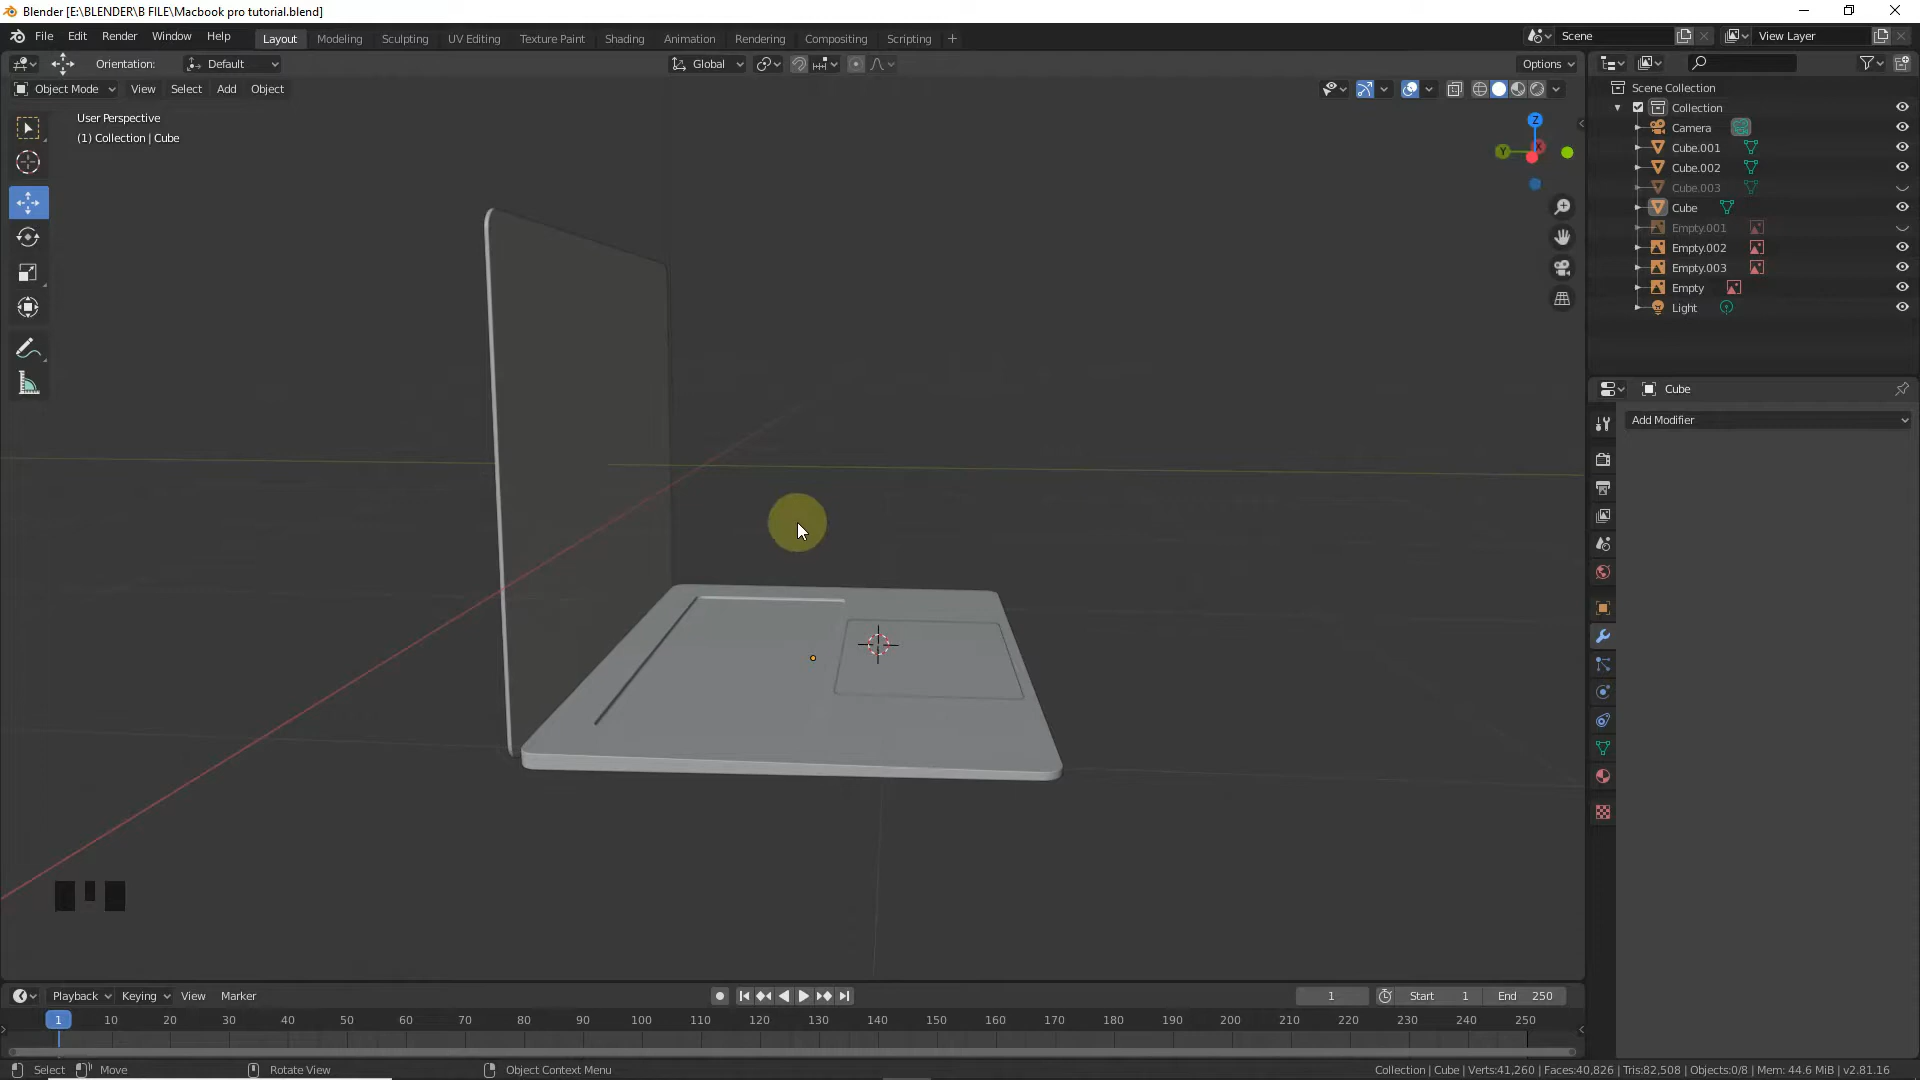 Blender [E:\BLENDER\B FILE\Macbook pro tutorial.blend]
File Edit Render Window Help
Layout Modeling Sculpting UV Editing Texture Paint Shading Animation Rendering Compositing Scripting +
Scene
View Layer
Orientation: Default
Global
Options
Object Mode View Select Add Object
User Perspective
(1) Collection | Cube
Z
Y
X
Scene Collection
Collection
Camera
Cube.001
Cube.002
Cube.003
Cube
Empty.001
Empty.002
Empty.003
Empty
Light
Cube
Add Modifier
Playback Keying View Marker
1
Start 1
End 250
1 10 20 30 40 50 60 70 80 90 100 110 120 130 140 150 160 170 180 190 200 210 220 230 240 250
Select Move Rotate View Object Context Menu
Collection | Cube | Verts:41,260 | Faces:40,826 | Tris:82,508 | Objects:0/8 | Mem: 44.6 MiB | v2.81.16